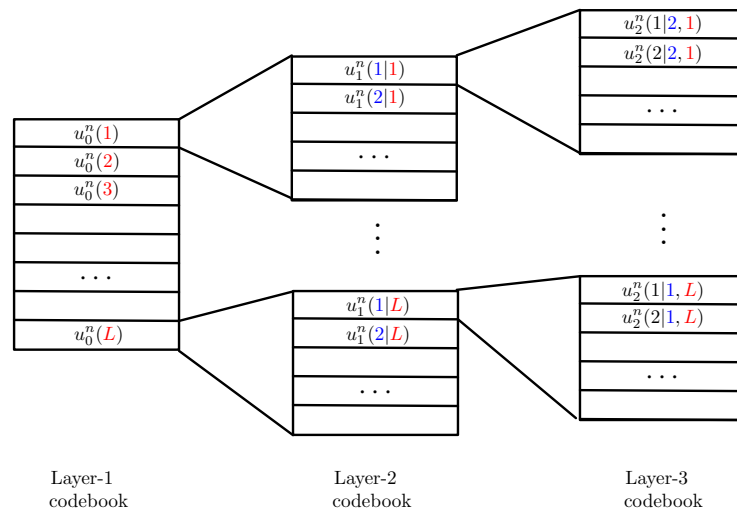 u_0^n(1)
u_0^n(2)
u_0^n(3)
...
u_0^n(L)
Layer-1
codebook
u_1^n(1|1)
u_1^n(2|1)
...
⋮
u_1^n(1|L)
u_1^n(2|L)
...
Layer-2
codebook
u_2^n(1|2, 1)
u_2^n(2|2, 1)
...
⋮
u_2^n(1|1, L)
u_2^n(2|1, L)
...
Layer-3
codebook